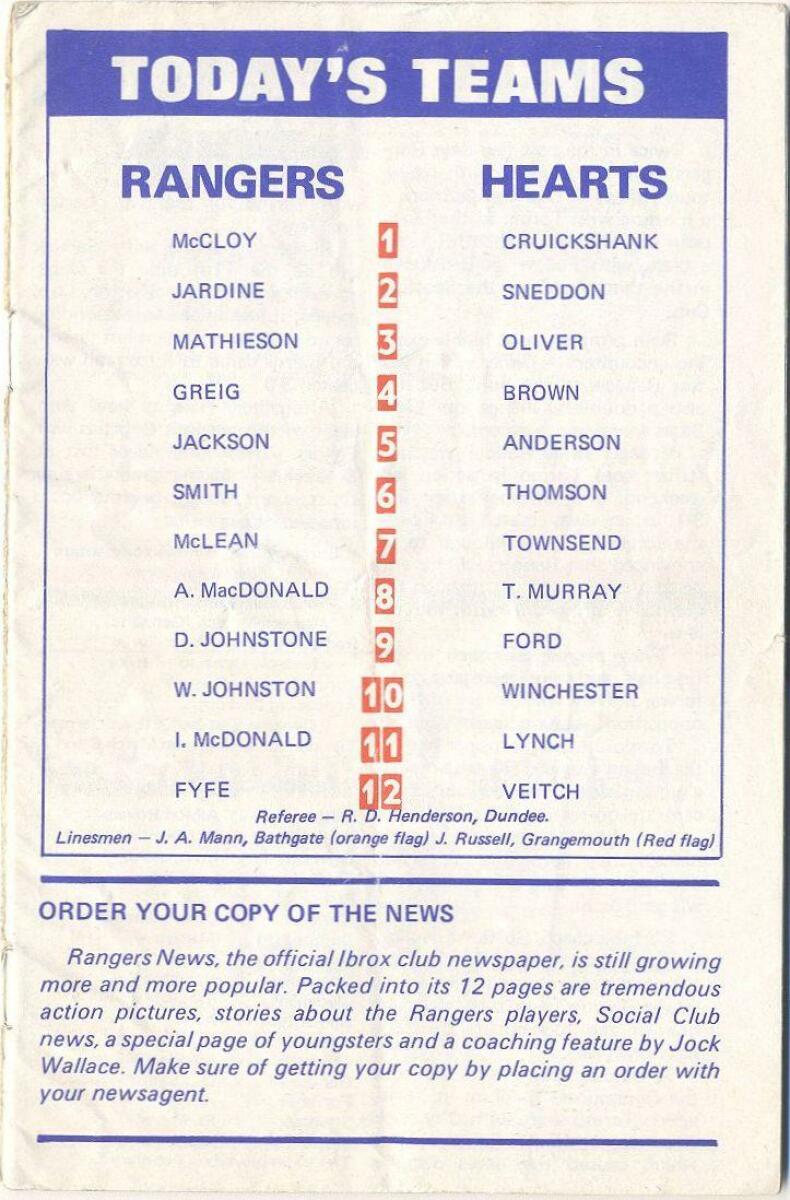 TODAY'S TEAMS
RANGERS HEARTS
McCLOY 1 CRUICKSHANK
JARDINE 2 SNEDDON
MATHIESON 3 OLIVER
GREIG 4 BROWN
JACKSON 5 ANDERSON
SMITH 6 THOMSON
McLEAN 7 TOWNSEND
A. MacDONALD 8 T. MURRAY
D. JOHNSTONE 9 FORD
W. JOHNSTON 10 WINCHESTER
I. McDONALD 11 LYNCH
FYFE 12 VEITCH
Referee – R. D. Henderson, Dundee.
Linesmen – J. A. Mann, Bathgate (orange flag) J. Russell, Grangemouth (Red flag)
ORDER YOUR COPY OF THE NEWS
Rangers News, the official Ibrox club newspaper, is still growing
more and more popular. Packed into its 12 pages are tremendous
action pictures, stories about the Rangers players, Social Club
news, a special page of youngsters and a coaching feature by Jock
Wallace. Make sure of getting your copy by placing an order with
your newsagent.